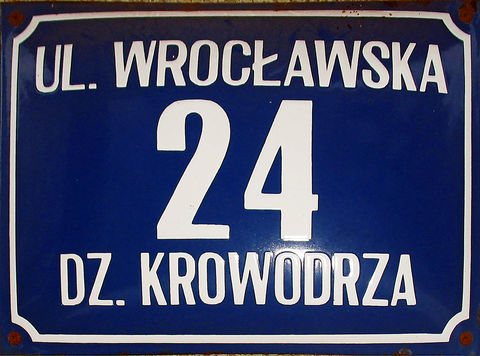 UL. WROCŁAWSKA
24
DZ. KROWODRZA